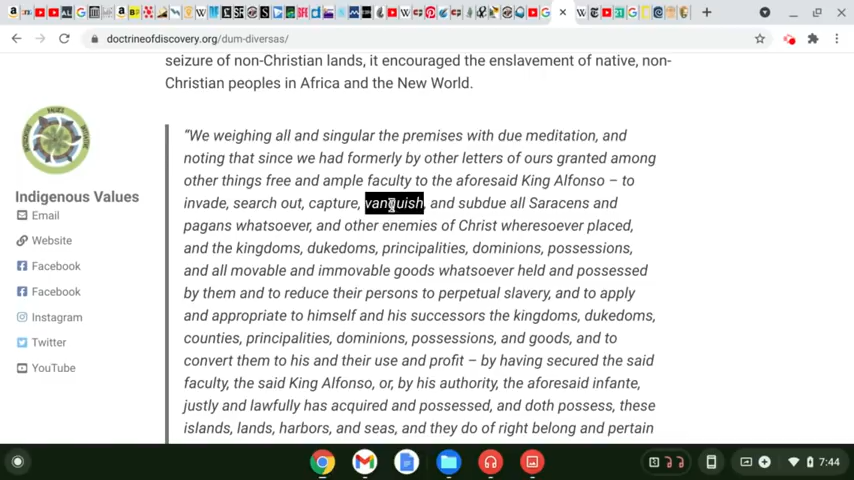 doctrineofdiscovery.org/dum-diversas/
seizure of non-Christian lands, it encouraged the enslavement of native, non-
Christian peoples in Africa and the New World.
Indigenous Values
Email
Website
Facebook
Facebook
Instagram
Twitter
YouTube
“We weighing all and singular the premises with due meditation, and
noting that since we had formerly by other letters of ours granted among
other things free and ample faculty to the aforesaid King Alfonso – to
invade, search out, capture, vanquish, and subdue all Saracens and
pagans whatsoever, and other enemies of Christ wheresoever placed,
and the kingdoms, dukedoms, principalities, dominions, possessions,
and all movable and immovable goods whatsoever held and possessed
by them and to reduce their persons to perpetual slavery, and to apply
and appropriate to himself and his successors the kingdoms, dukedoms,
counties, principalities, dominions, possessions, and goods, and to
convert them to his and their use and profit – by having secured the said
faculty, the said King Alfonso, or, by his authority, the aforesaid infante,
justly and lawfully has acquired and possessed, and doth possess, these
islands, lands, harbors, and seas, and they do of right belong and pertain
7:44